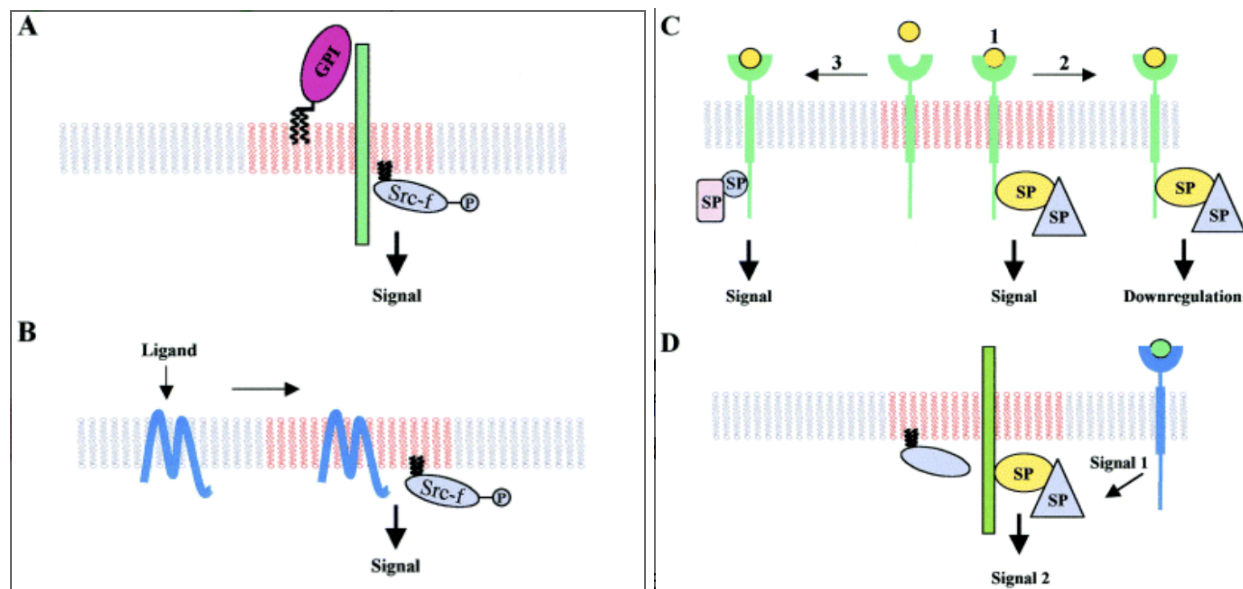 A
GPI
Src-f
P
Signal
B
Ligand
Src-f
P
Signal
C
1
3
2
SP
SP
SP
SP
SP
SP
Signal
Signal
Downregulation
D
Signal 1
SP
SP
Signal 2